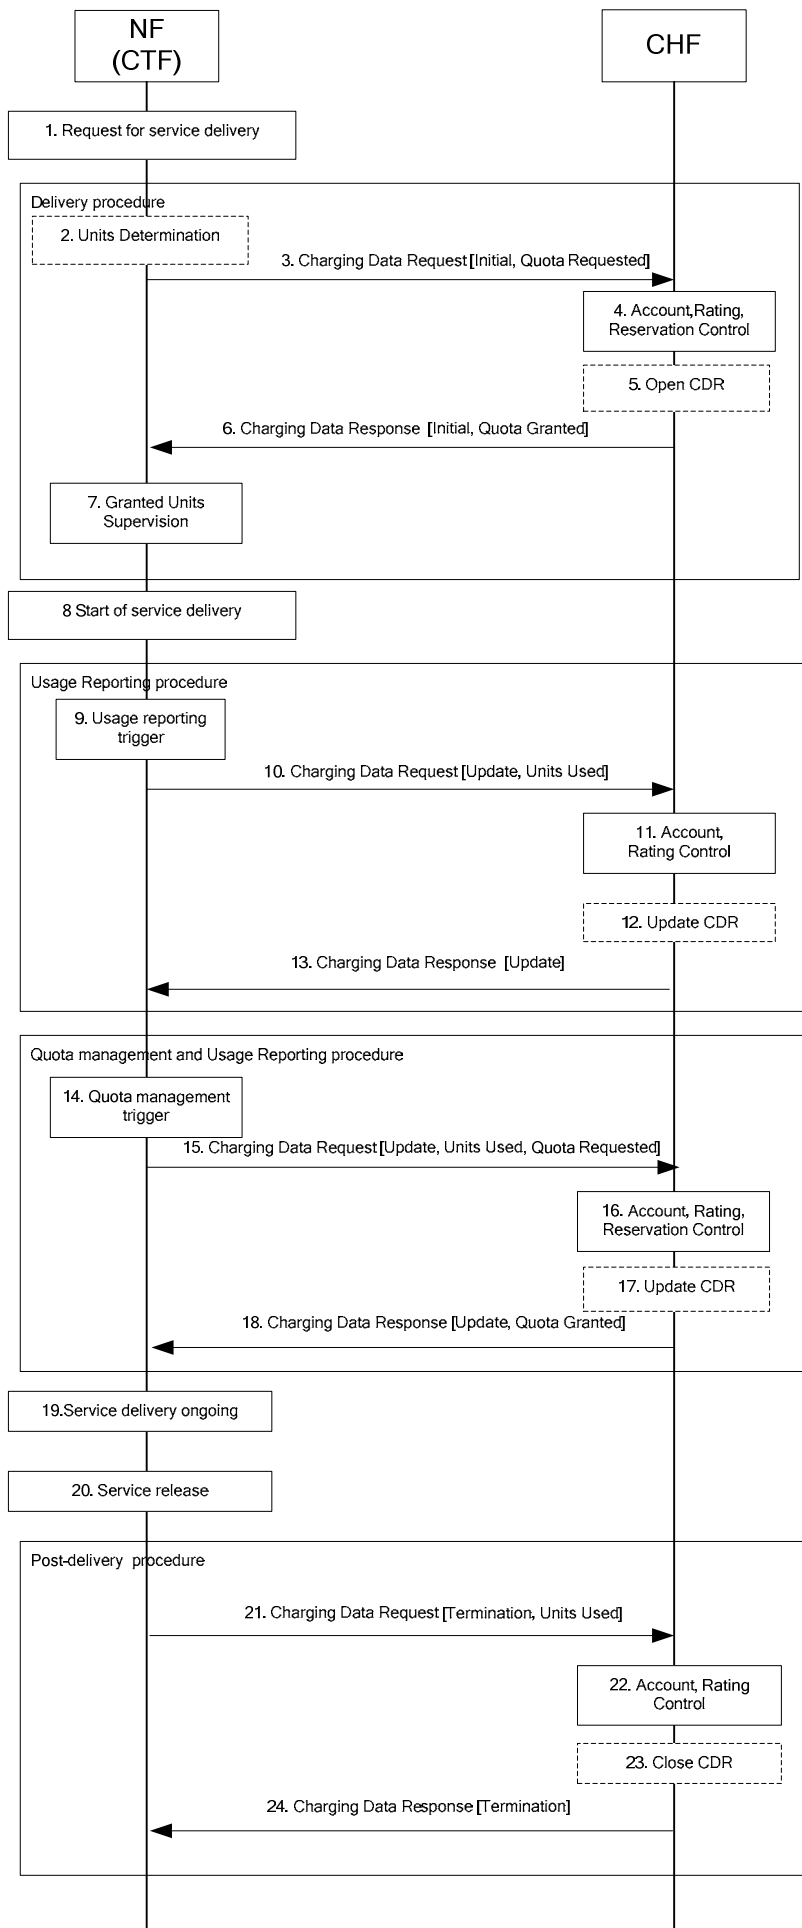 NF
(CTF)
CHF
1. Request for service delivery
Delivery procedure
2. Units Determination
3. Charging Data Request [Initial, Quota Requested]
4. Account,Rating,
Reservation Control
5. Open CDR
6. Charging Data Response [Initial, Quota Granted]
7. Granted Units
Supervision
8 Start of service delivery
Usage Reporting procedure
9. Usage reporting
trigger
10. Charging Data Request [Update, Units Used]
11. Account,
Rating Control
12. Update CDR
13. Charging Data Response [Update]
Quota management and Usage Reporting procedure
14. Quota management
trigger
15. Charging Data Request [Update, Units Used, Quota Requested]
16. Account, Rating,
Reservation Control
17. Update CDR
18. Charging Data Response [Update, Quota Granted]
19.Service delivery ongoing
20. Service release
Post-delivery procedure
21. Charging Data Request [Termination, Units Used]
22. Account, Rating
Control
23. Close CDR
24. Charging Data Response [Termination]